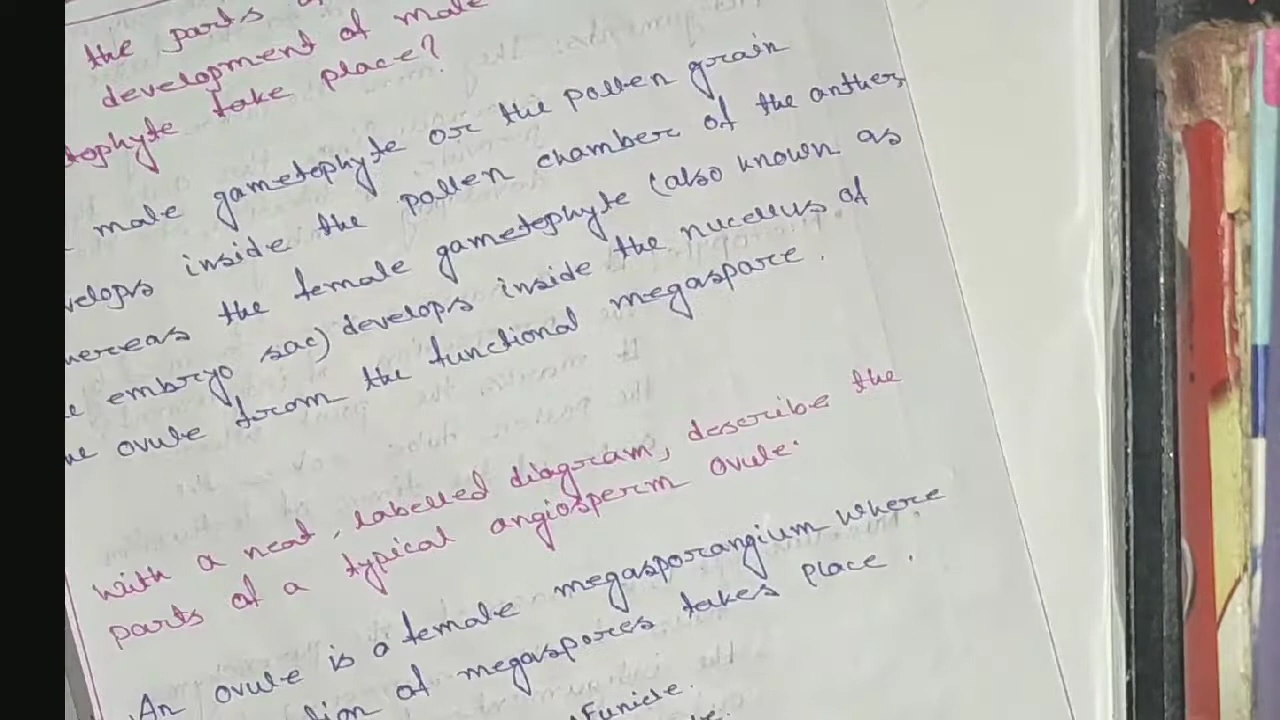 the parts
development of male
tophyte take place?
male gametophyte or the pollen grain
velops inside the pollen chamber of the anther,
hereas the female gametophyte (also known as
e embryo sac) develops inside the nucellus of
he ovule from the functional megaspore.
With a neat, labelled diagram, describe the
parts of a typical angiosperm ovule.
An ovule is a female megasporangium where
tion of megaspores takes place.
Funicle.